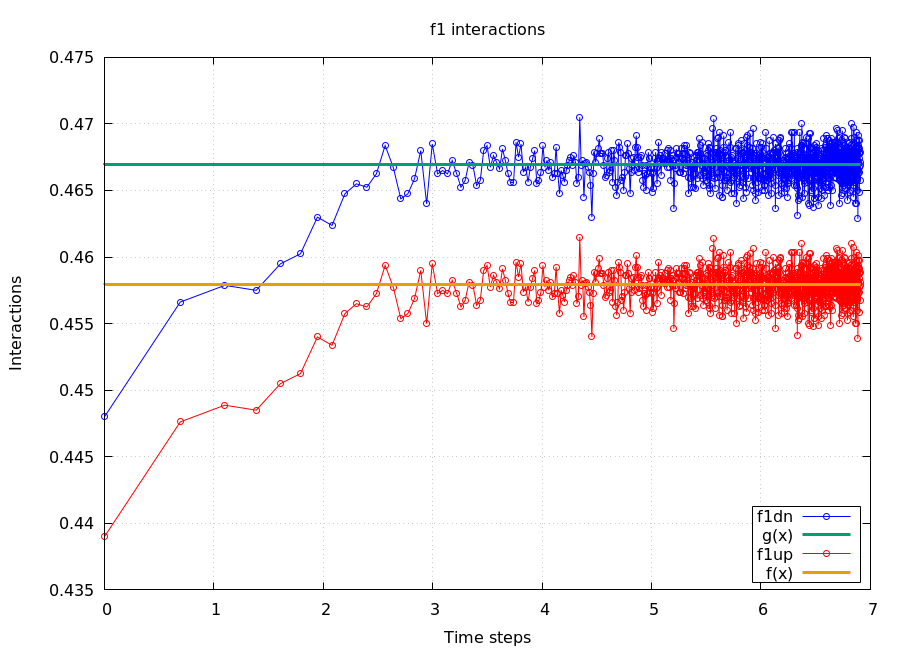 f1 interactions
0.475
0.47
0.465
0.46
0.455
0.45
0.445
0.44
0.435
Interactions
0 1 2 3 4 5 6 7
Time steps
f1dn
g(x)
f1up
f(x)